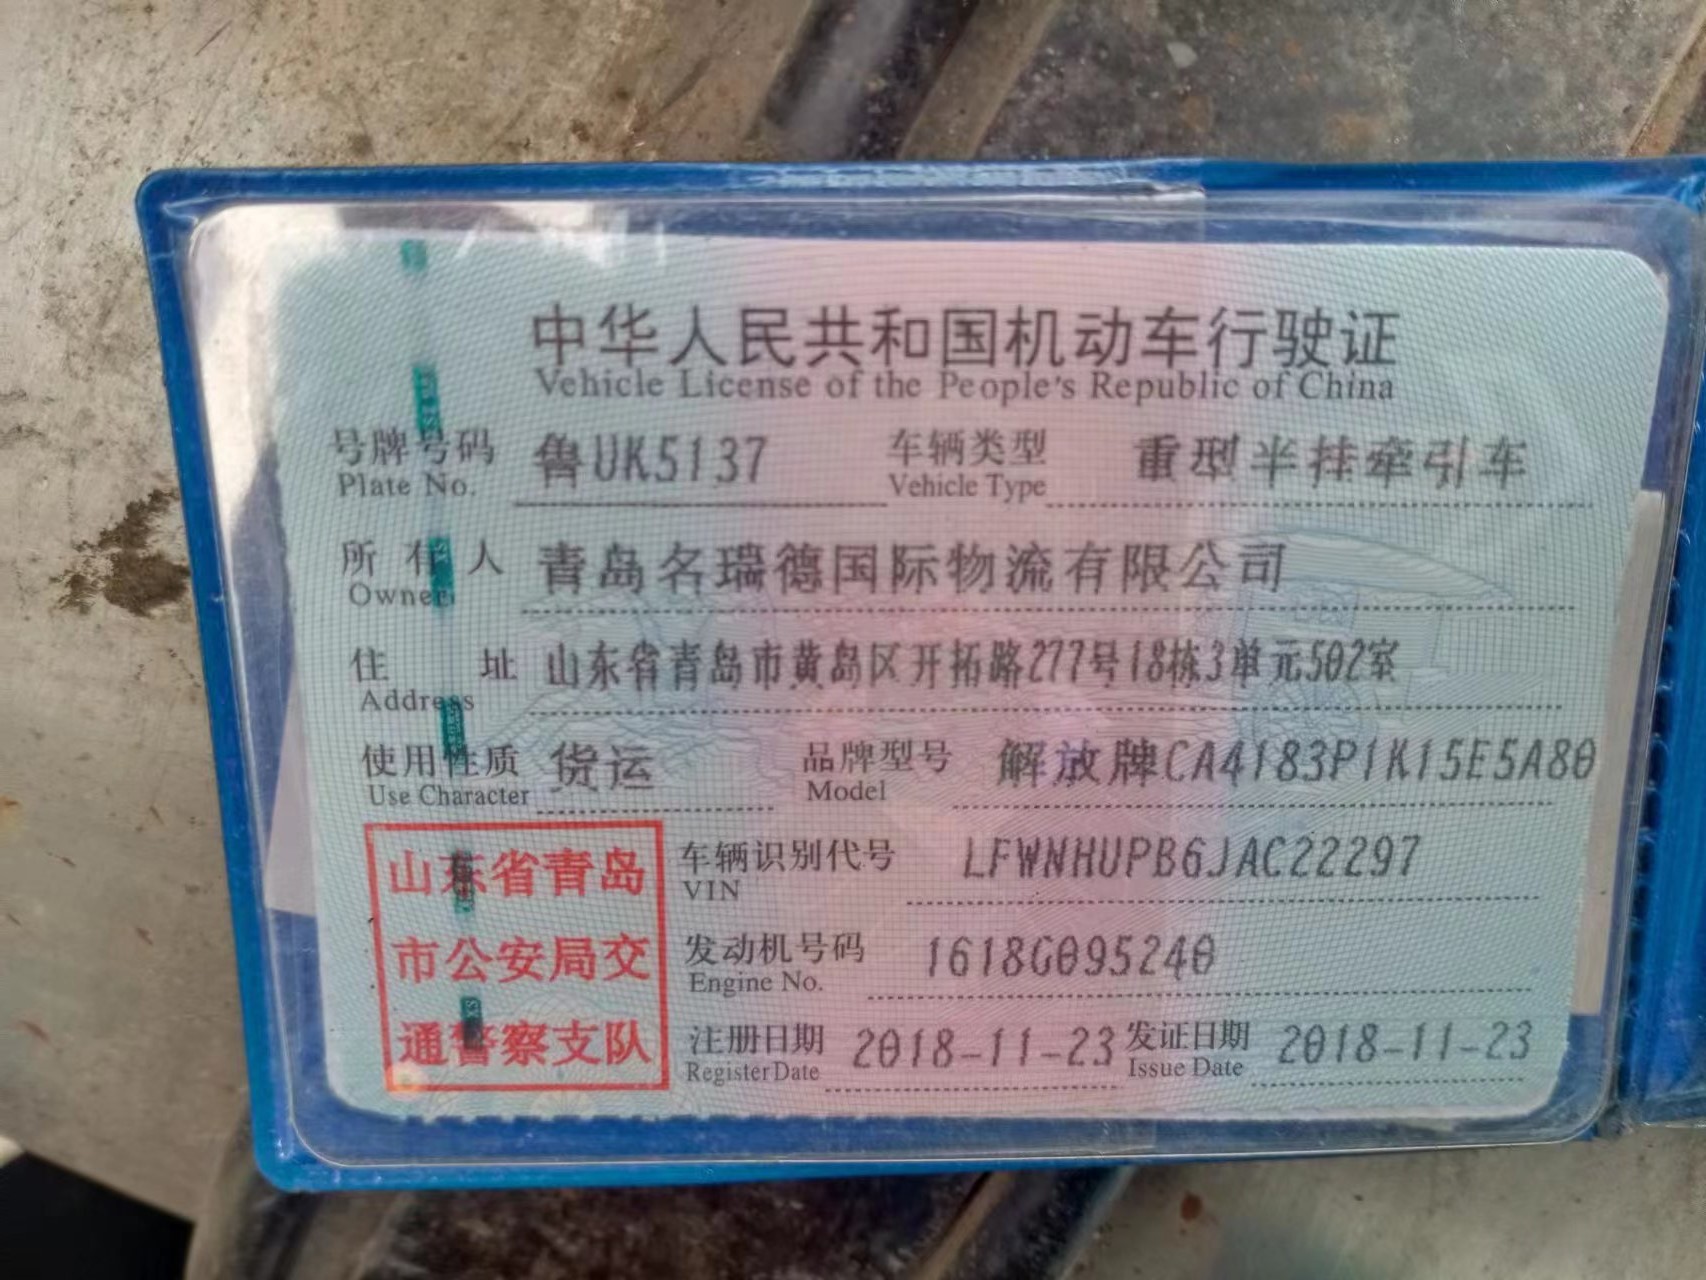 中华人民共和国机动车行驶证
Vehicle License of the People's Republic of China
号牌号码 鲁UK5137 车辆类型 重型半挂牵引车
Plate No. Vehicle Type
所有人 青岛名瑞德国际物流有限公司
Owner
住址 山东省青岛市黄岛区开拓路277号18栋3单元502室
Address
使用性质 货运 品牌型号 解放牌CA4183P1K15E5A80
Use Character Model
山东省青岛
市公安局交
通警察支队
车辆识别代号 LFWNHUPB6JAC22297
VIN
发动机号码 1618G095240
Engine No.
注册日期 2018-11-23 发证日期 2018-11-23
Register Date Issue Date